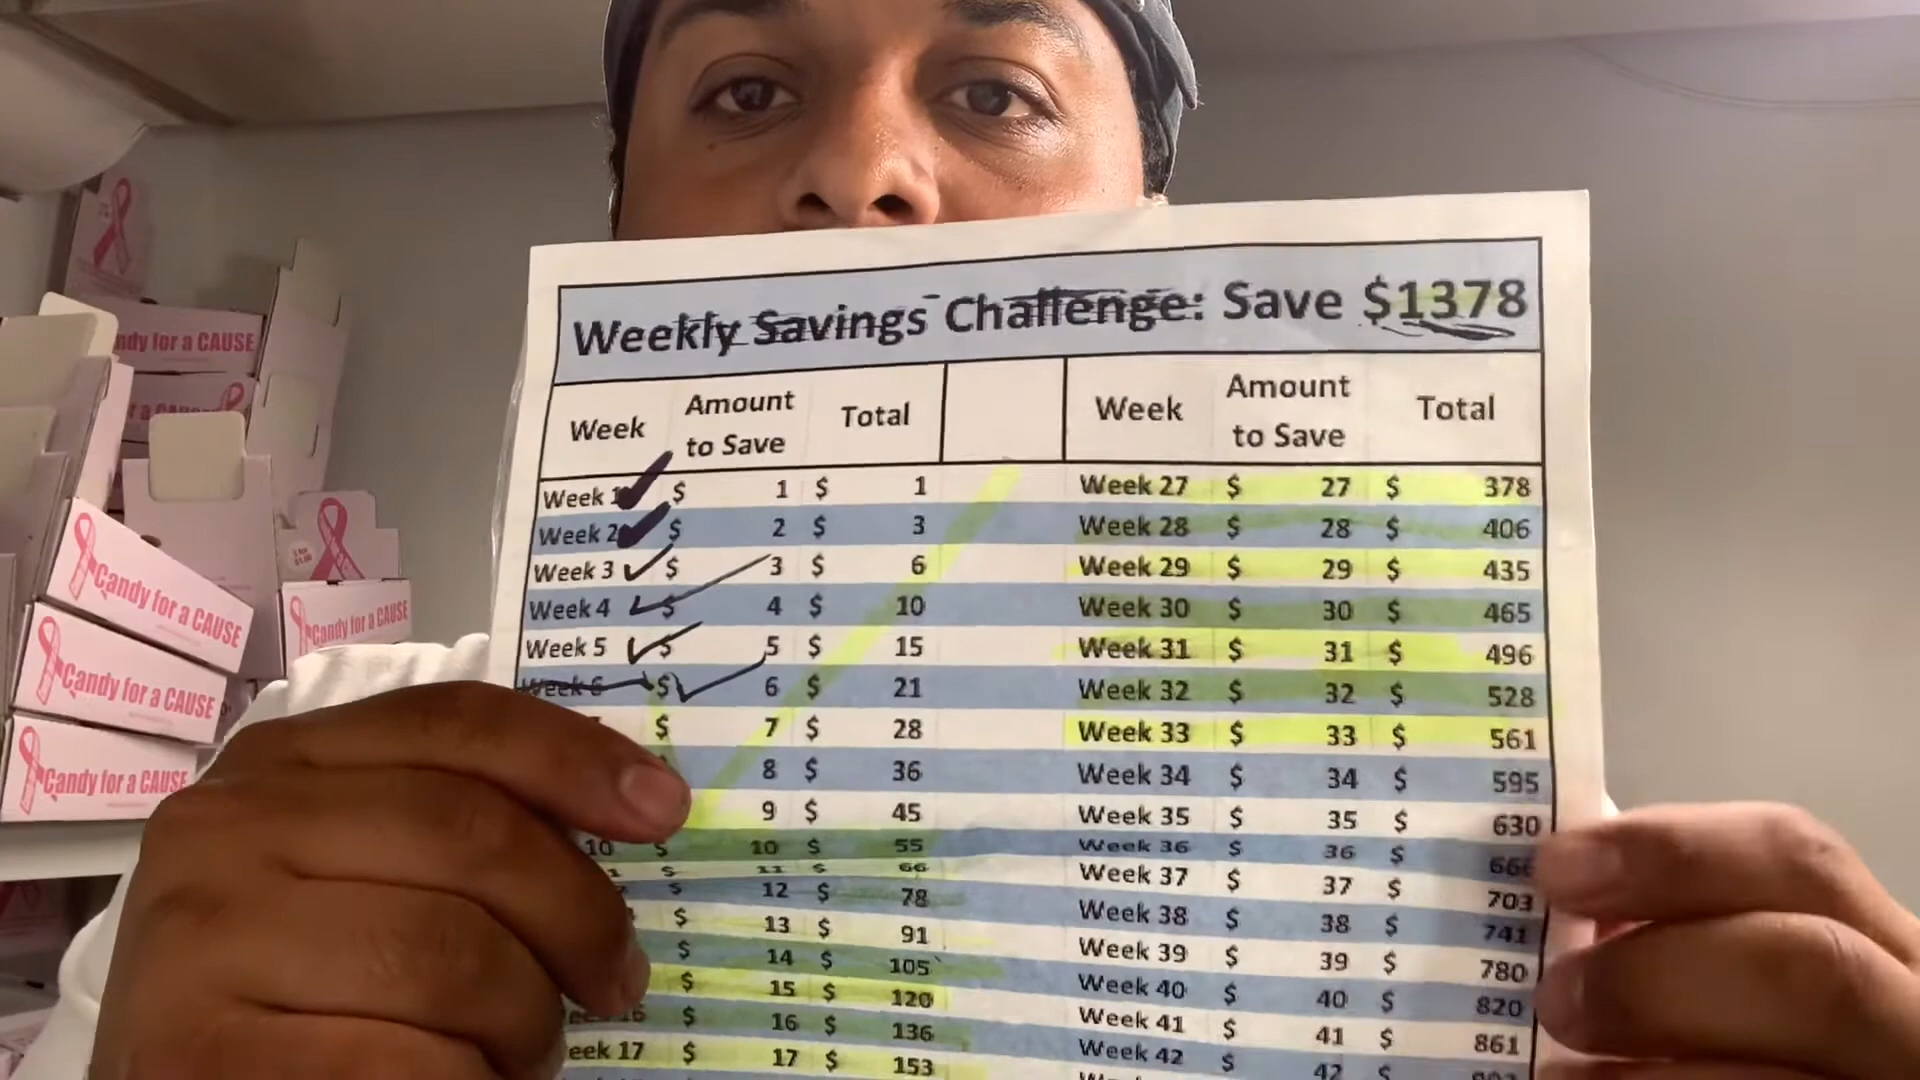 Weekly Savings Challenge: Save $1378
Week Amount to Save Total Week Amount to Save Total
Week 1 $ 1 $ 1 Week 27 $ 27 $ 378
Week 2 $ 2 $ 3 Week 28 $ 28 $ 406
Week 3 $ 3 $ 6 Week 29 $ 29 $ 435
Week 4 $ 4 $ 10 Week 30 $ 30 $ 465
Week 5 $ 5 $ 15 Week 31 $ 31 $ 496
Week 6 $ 6 $ 21 Week 32 $ 32 $ 528
$ 7 $ 28 Week 33 $ 33 $ 561
8 $ 36 Week 34 $ 34 $ 595
9 $ 45 Week 35 $ 35 $ 630
10 $ 10 $ 55 Week 36 $ 36 $ 666
1 $ 11 $ 66 Week 37 $ 37 $ 703
$ 12 $ 78 Week 38 $ 38 $ 741
$ 13 $ 91 Week 39 $ 39 $ 780
$ 14 $ 105 Week 40 $ 40 $ 820
$ 15 $ 120 Week 41 $ 41 $ 861
eek 16 $ 16 $ 136 Week 42 $ 42 $
eek 17 $ 17 $ 153
ndy for a CAUSE
Candy for a CAUSE
Candy for a CAUSE
Candy for a CAUSE
Candy for a CAUSE